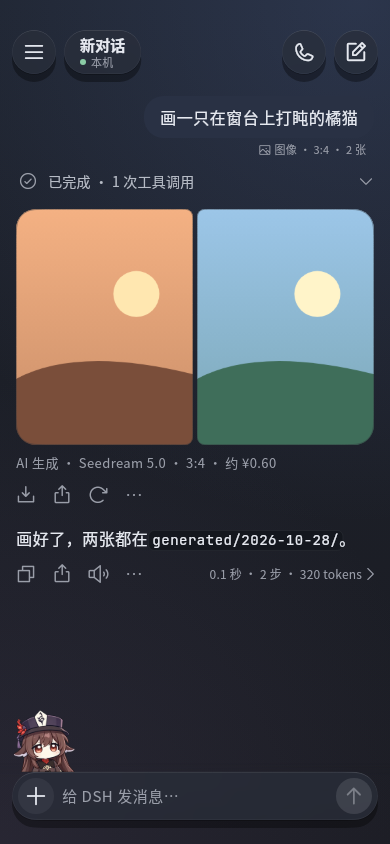 新对话
本机
画一只在窗台上打盹的橘猫
图像 · 3:4 · 2 张
已完成 · 1 次工具调用
AI 生成 · Seedream 5.0 · 3:4 · 约 ¥0.60
画好了，两张都在 generated/2026-10-28/。
0.1 秒 · 2 步 · 320 tokens
给 DSH 发消息…